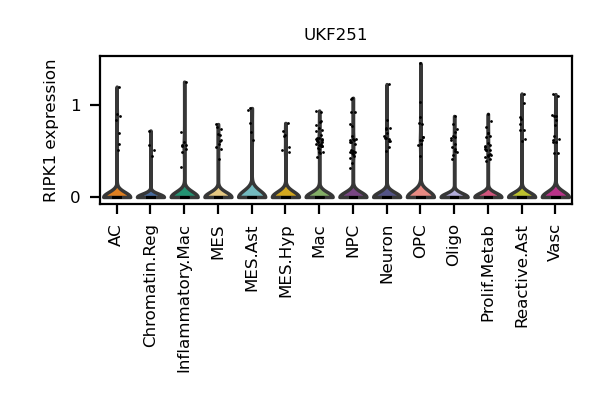 UKF251
RIPK1 expression
1
0
AC
Chromatin.Reg
Inflammatory.Mac
MES
MES.Ast
MES.Hyp
Mac
NPC
Neuron
OPC
Oligo
Prolif.Metab
Reactive.Ast
Vasc